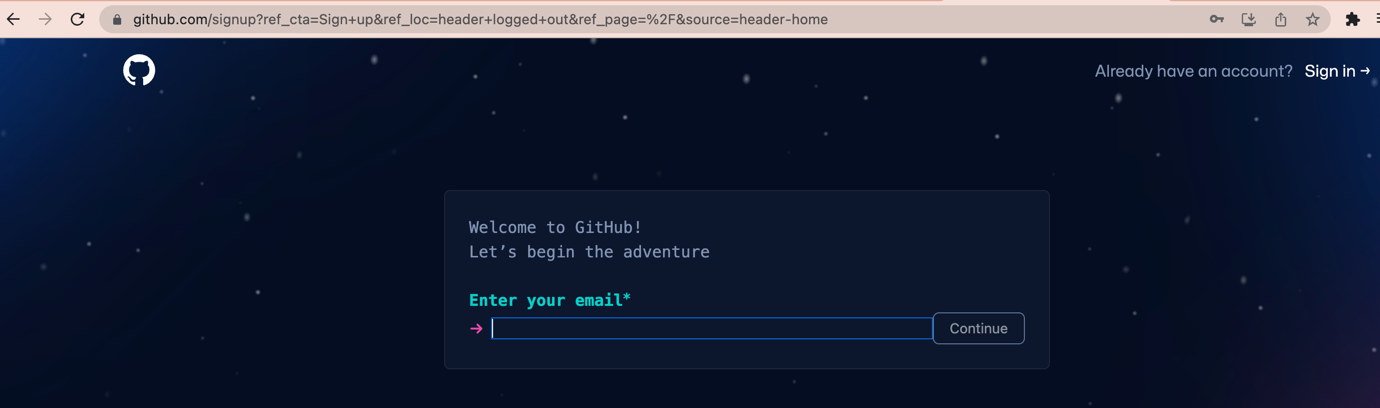 github.com/signup?ref_cta=Sign+up&ref_loc=header+logged+out&ref_page=%2F&source=header-home
Already have an account? Sign in →
Welcome to GitHub!
Let’s begin the adventure
Enter your email*
→ Continue